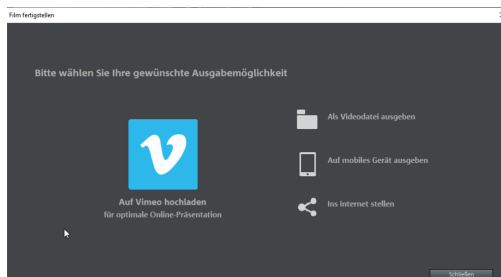 Film fertigstellen
Bitte wählen Sie Ihre gewünschte Ausgabemöglichkeit
Auf Vimeo hochladen
für optimale Online-Präsentation
Als Videodatei ausgeben
Auf mobiles Gerät ausgeben
Ins Internet stellen
Schließen